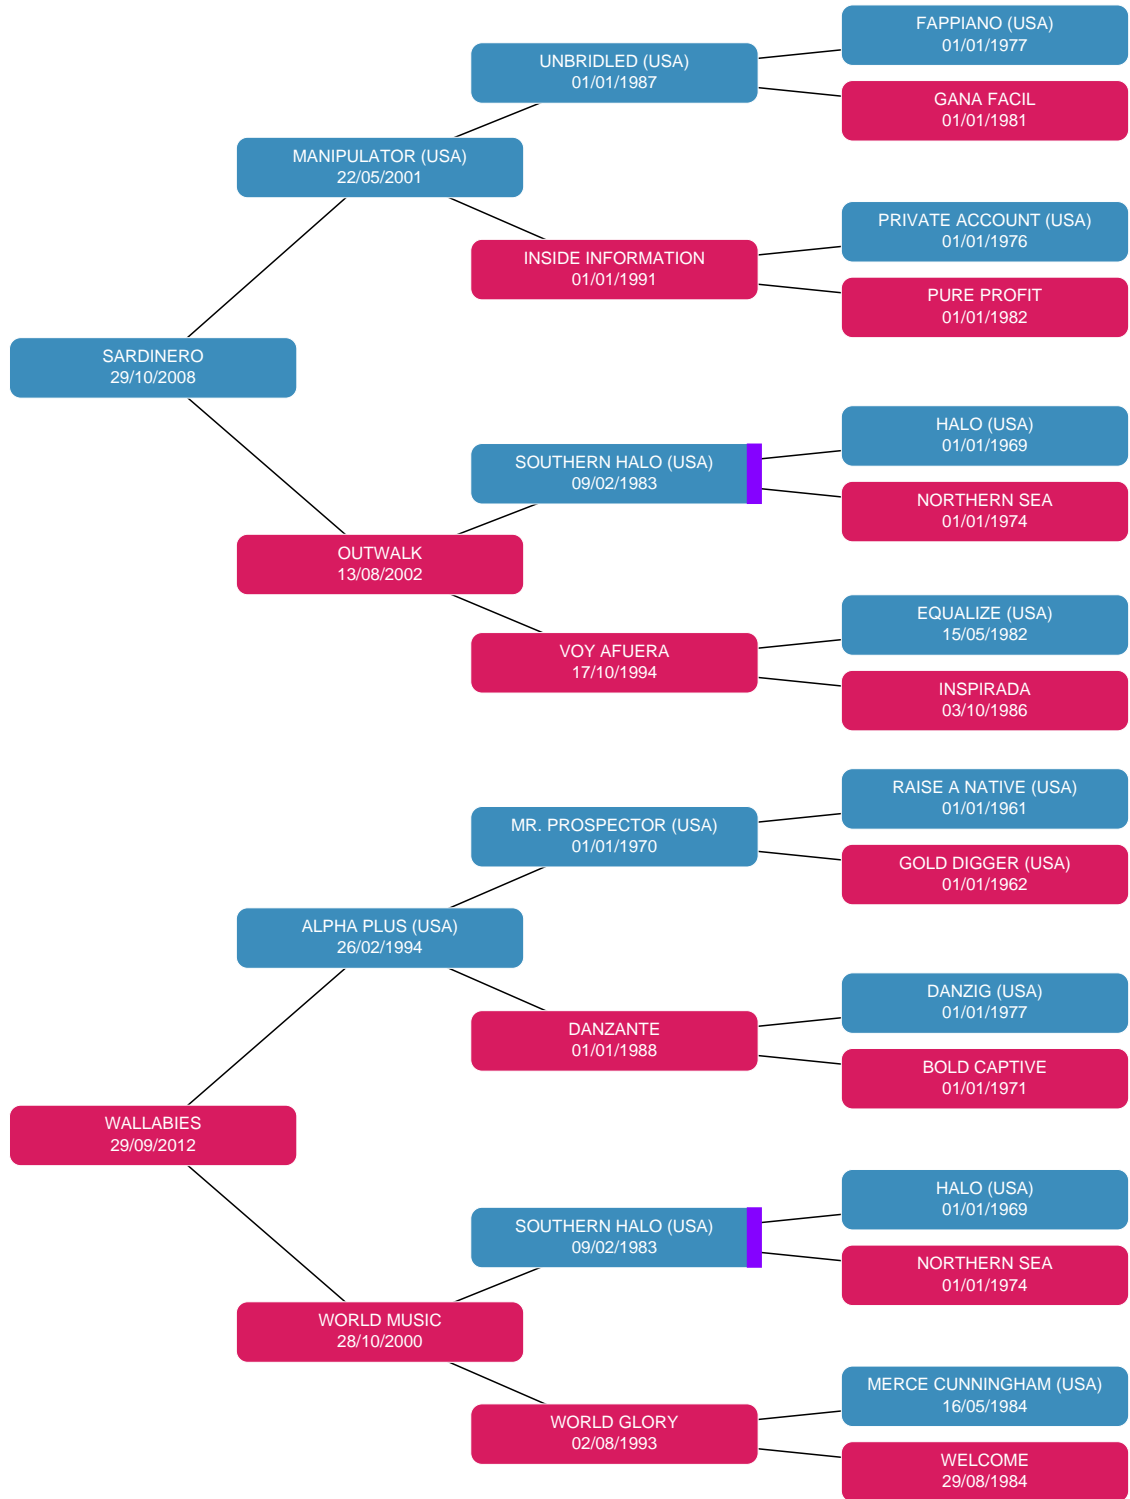 FAPPIANO (USA)
01/01/1977
UNBRIDLED (USA)
01/01/1987
GANA FACIL
01/01/1981
MANIPULATOR (USA)
22/05/2001
PRIVATE ACCOUNT (USA)
01/01/1976
INSIDE INFORMATION
01/01/1991
PURE PROFIT
01/01/1982
SARDINERO
29/10/2008
HALO (USA)
01/01/1969
SOUTHERN HALO (USA)
09/02/1983
NORTHERN SEA
01/01/1974
OUTWALK
13/08/2002
EQUALIZE (USA)
15/05/1982
VOY AFUERA
17/10/1994
INSPIRADA
03/10/1986
RAISE A NATIVE (USA)
01/01/1961
MR. PROSPECTOR (USA)
01/01/1970
GOLD DIGGER (USA)
01/01/1962
ALPHA PLUS (USA)
26/02/1994
DANZIG (USA)
01/01/1977
DANZANTE
01/01/1988
BOLD CAPTIVE
01/01/1971
WALLABIES
29/09/2012
HALO (USA)
01/01/1969
SOUTHERN HALO (USA)
09/02/1983
NORTHERN SEA
01/01/1974
WORLD MUSIC
28/10/2000
MERCE CUNNINGHAM (USA)
16/05/1984
WORLD GLORY
02/08/1993
WELCOME
29/08/1984